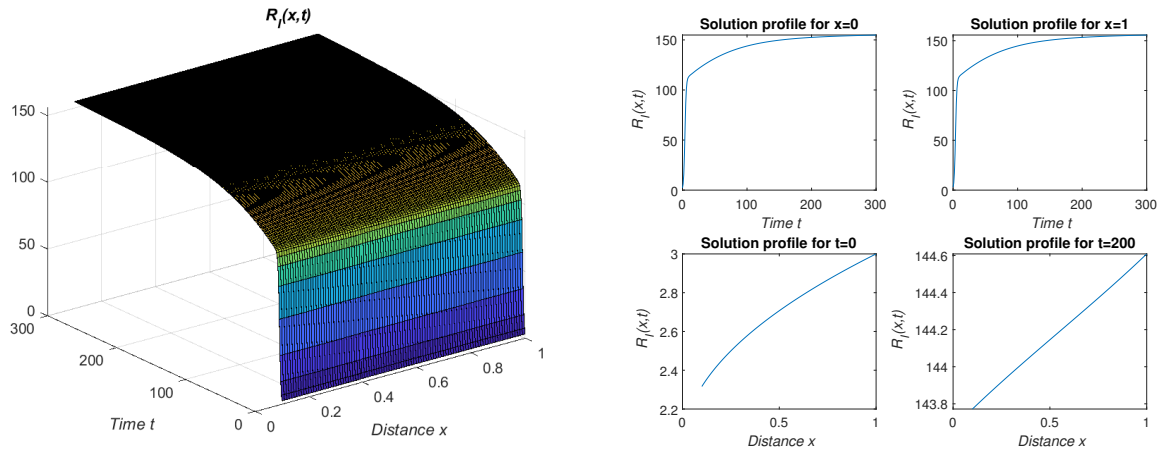 R_I(x,t)
150
100
50
0
300
200
100
0
0
0.2
0.4
0.6
0.8
1
Time t
Distance x
Solution profile for x=0
150
100
50
0
0 100 200 300
R_I(x,t)
Time t
Solution profile for x=1
150
100
50
0
0 100 200 300
R_I(x,t)
Time t
Solution profile for t=0
3
2.8
2.6
2.4
2.2
0 0.5 1
R_I(x,t)
Distance x
Solution profile for t=200
144.6
144.4
144.2
144
143.8
0 0.5 1
R_I(x,t)
Distance x